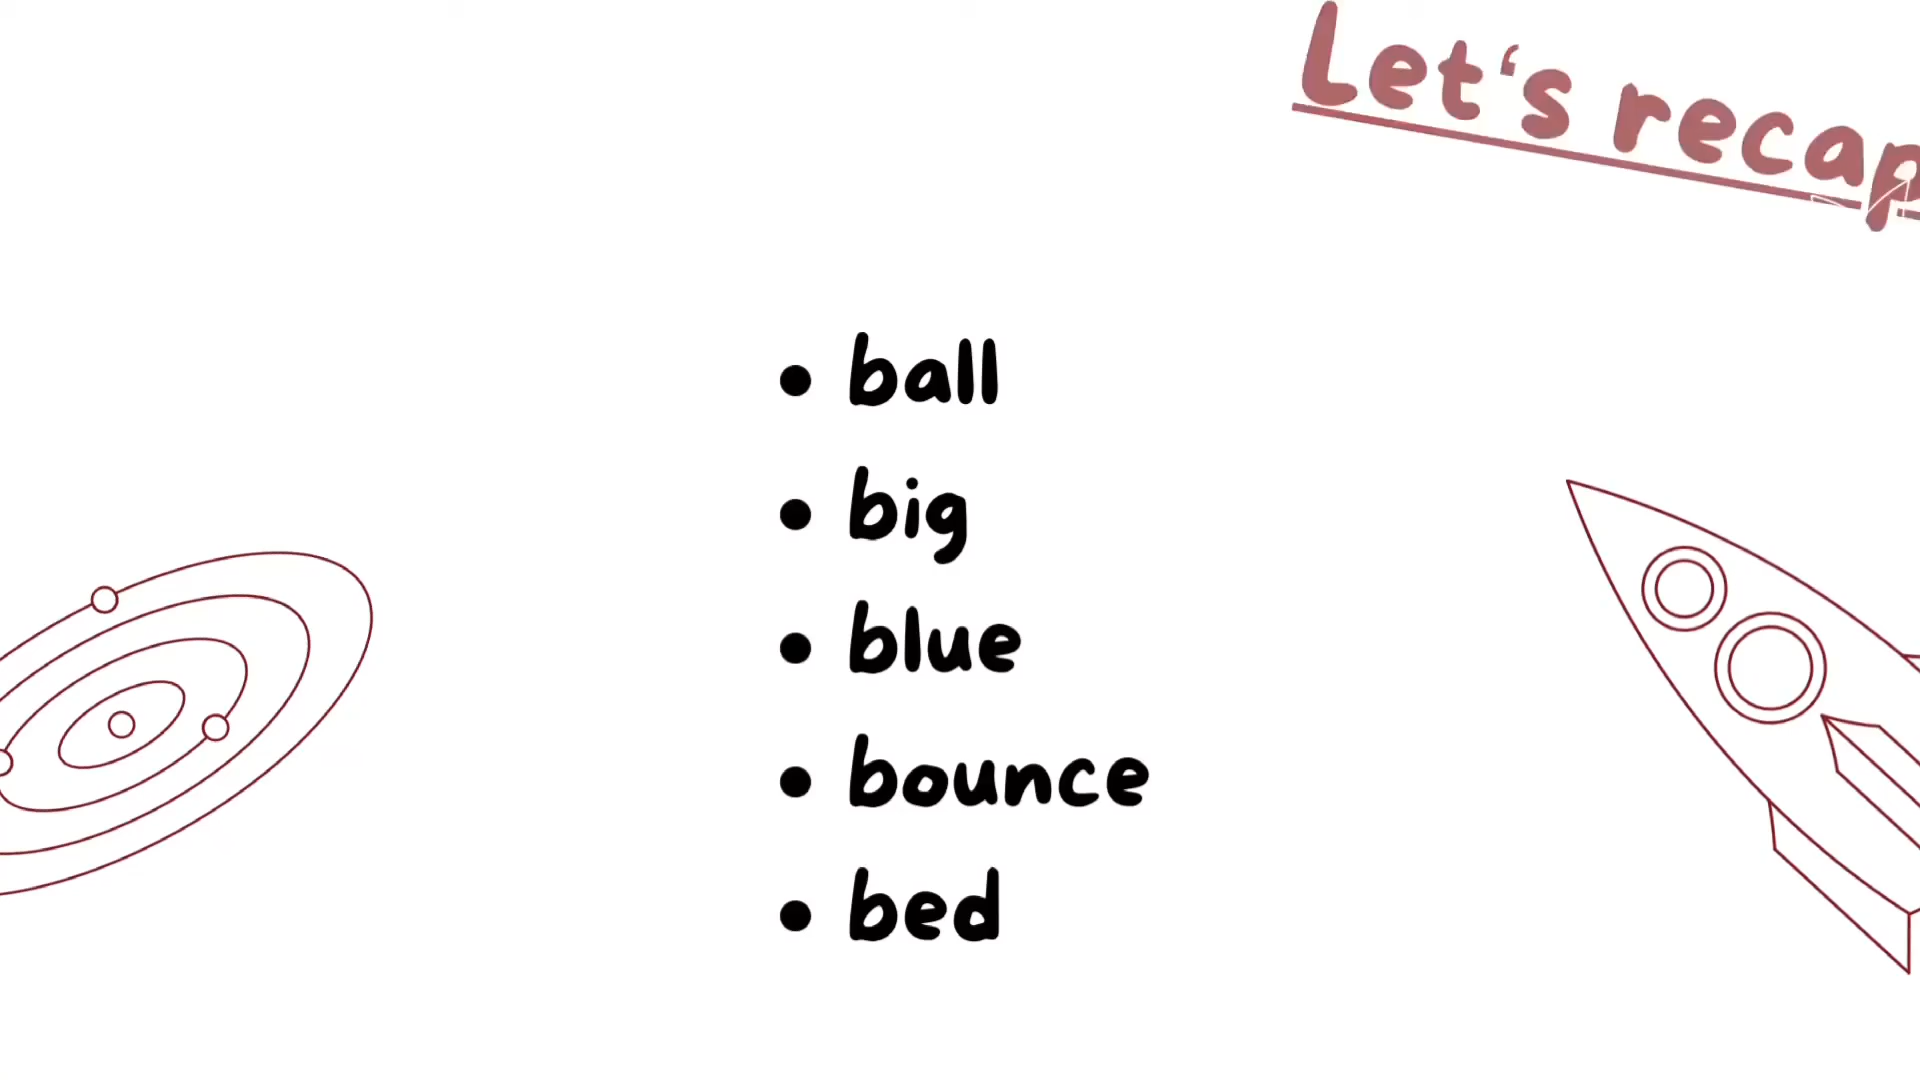 Let‘s recap
• ball
• big
• blue
• bounce
• bed